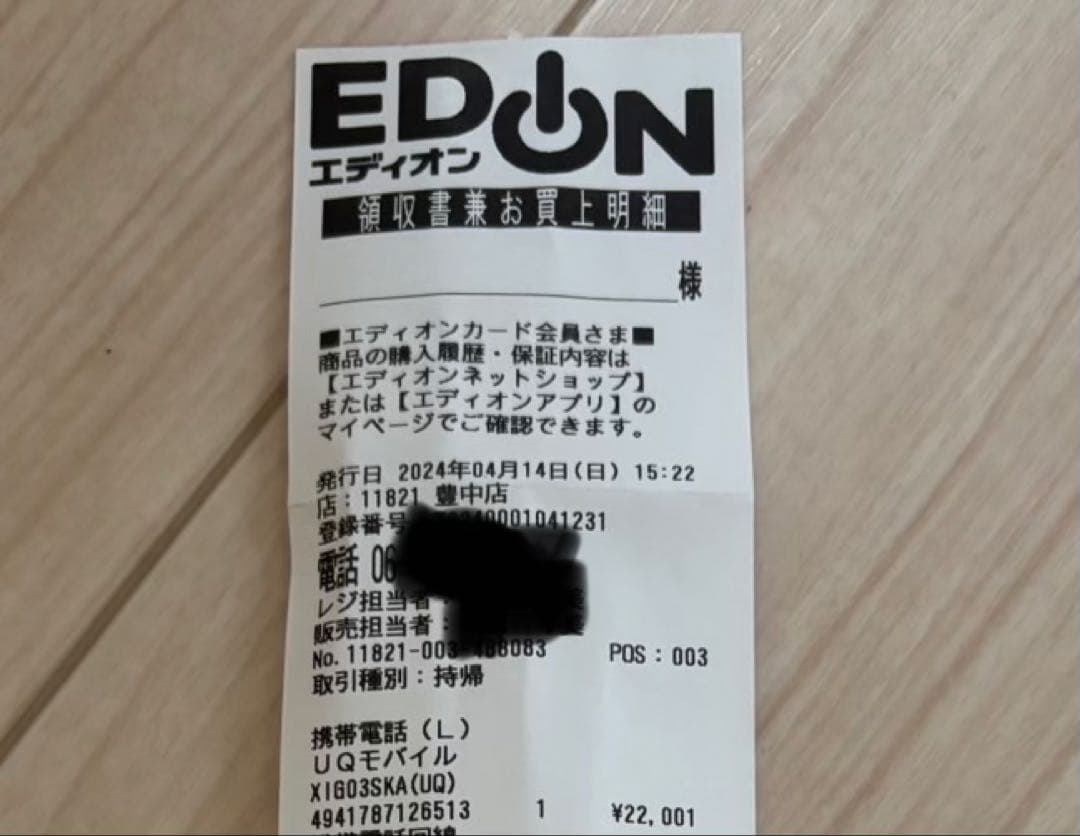 EDION
エディオン
領収書兼お買上明細
様
■エディオンカード会員さま■
商品の購入履歴・保証内容は
【エディオンネットショップ】
または【エディオンアプリ】の
マイページでご確認できます。
発行日 2024年04月14日(日) 15:22
店：11821 豊中店
登録番号 40001041231
電話 06
レジ担当者：
販売担当者：
No. 11821-003-488083 POS：003
取引種別：持帰
携帯電話（L）
UQモバイル
XIG03SKA(UQ)
4941787126513 1 ¥22,001